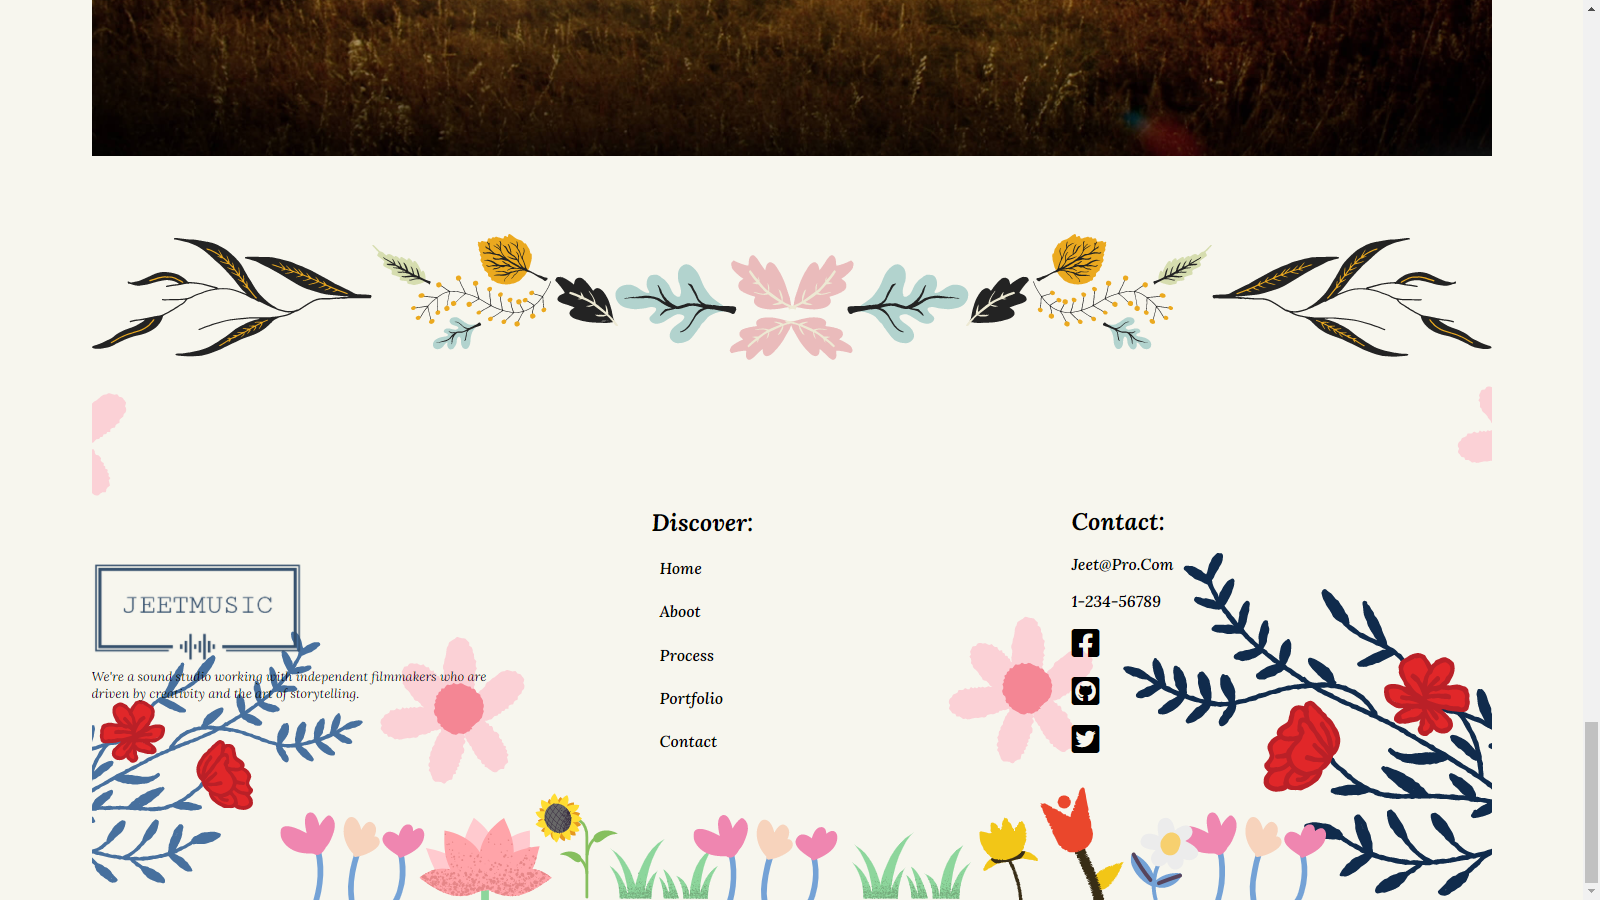 JEETMUSIC
We're a sound studio working with independent filmmakers who are
driven by creativity and the art of storytelling.
Discover:
Home
Aboot
Process
Portfolio
Contact
Contact:
Jeet@Pro.Com
1-234-56789